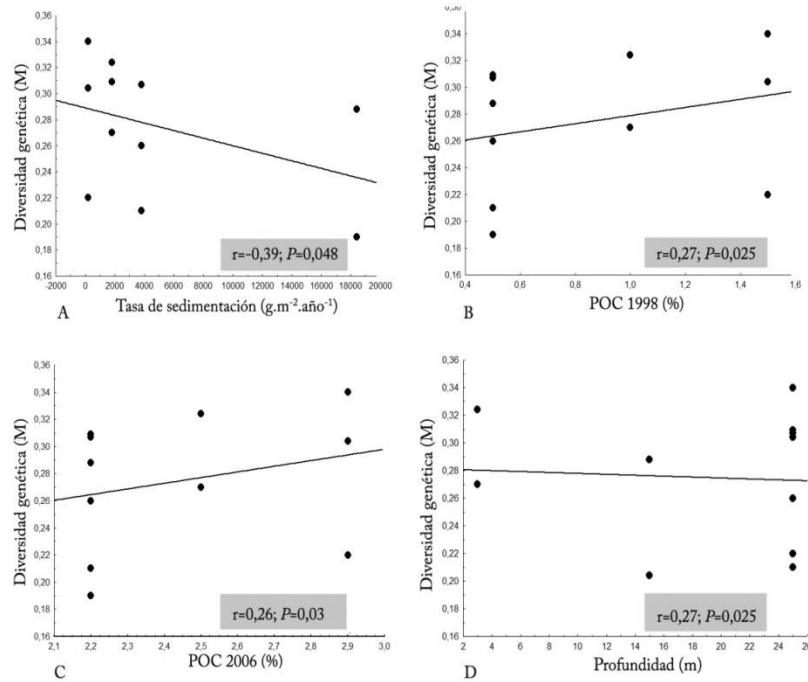 0,36
0,34
0,32
0,30
0,28
0,26
0,24
0,22
0,20
0,18
0,16
Diversidad genética (M)
r=-0,39; P=0,048
-2000 0 2000 4000 6000 8000 10000 12000 14000 16000 18000 20000
Tasa de sedimentación (g.m-2.año-1)
A
0,36
0,34
0,32
0,30
0,28
0,26
0,24
0,22
0,20
0,18
0,16
Diversidad genética (M)
r=0,27; P=0,025
0,4 0,6 0,8 1,0 1,2 1,4 1,6
POC 1998 (%)
B
0,36
0,34
0,32
0,30
0,28
0,26
0,24
0,22
0,20
0,18
0,16
Diversidad genética (M)
r=0,26; P=0,03
2,1 2,2 2,3 2,4 2,5 2,6 2,7 2,8 2,9 3,0
POC 2006 (%)
C
0,36
0,34
0,32
0,30
0,28
0,26
0,24
0,22
0,20
0,18
0,16
Diversidad genética (M)
r=0,27; P=0,025
2 4 6 8 10 12 14 16 18 20 22 24 26
Profundidad (m)
D